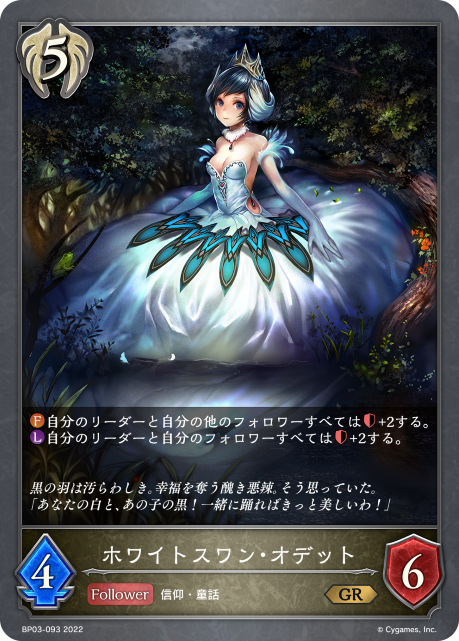 5
F自分のリーダーと自分の他のフォロワーすべては+2する。
L自分のリーダーと自分のフォロワーすべては+2する。
黒の羽は汚らわしき。幸福を奪う醜き悪辣。そう思っていた。
「あなたの白と、あの子の黒!一緒に踊ればきっと美しいわ!」
ホワイトスワン・オデット
4 Follower 信仰・童話 GR 6
BP03-093 2022 © Cygames, Inc.